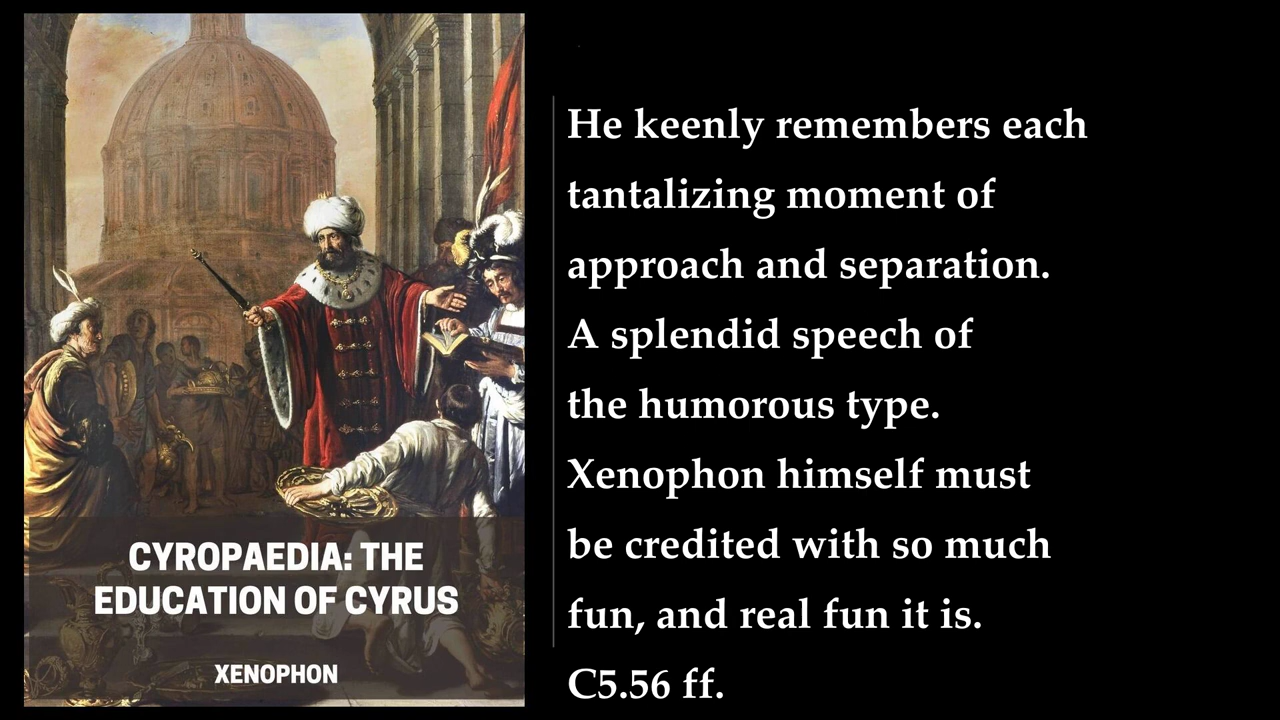 CYROPAEDIA: THE
EDUCATION OF CYRUS
XENOPHON
He keenly remembers each
tantalizing moment of
approach and separation.
A splendid speech of
the humorous type.
Xenophon himself must
be credited with so much
fun, and real fun it is.
C5.56 ff.